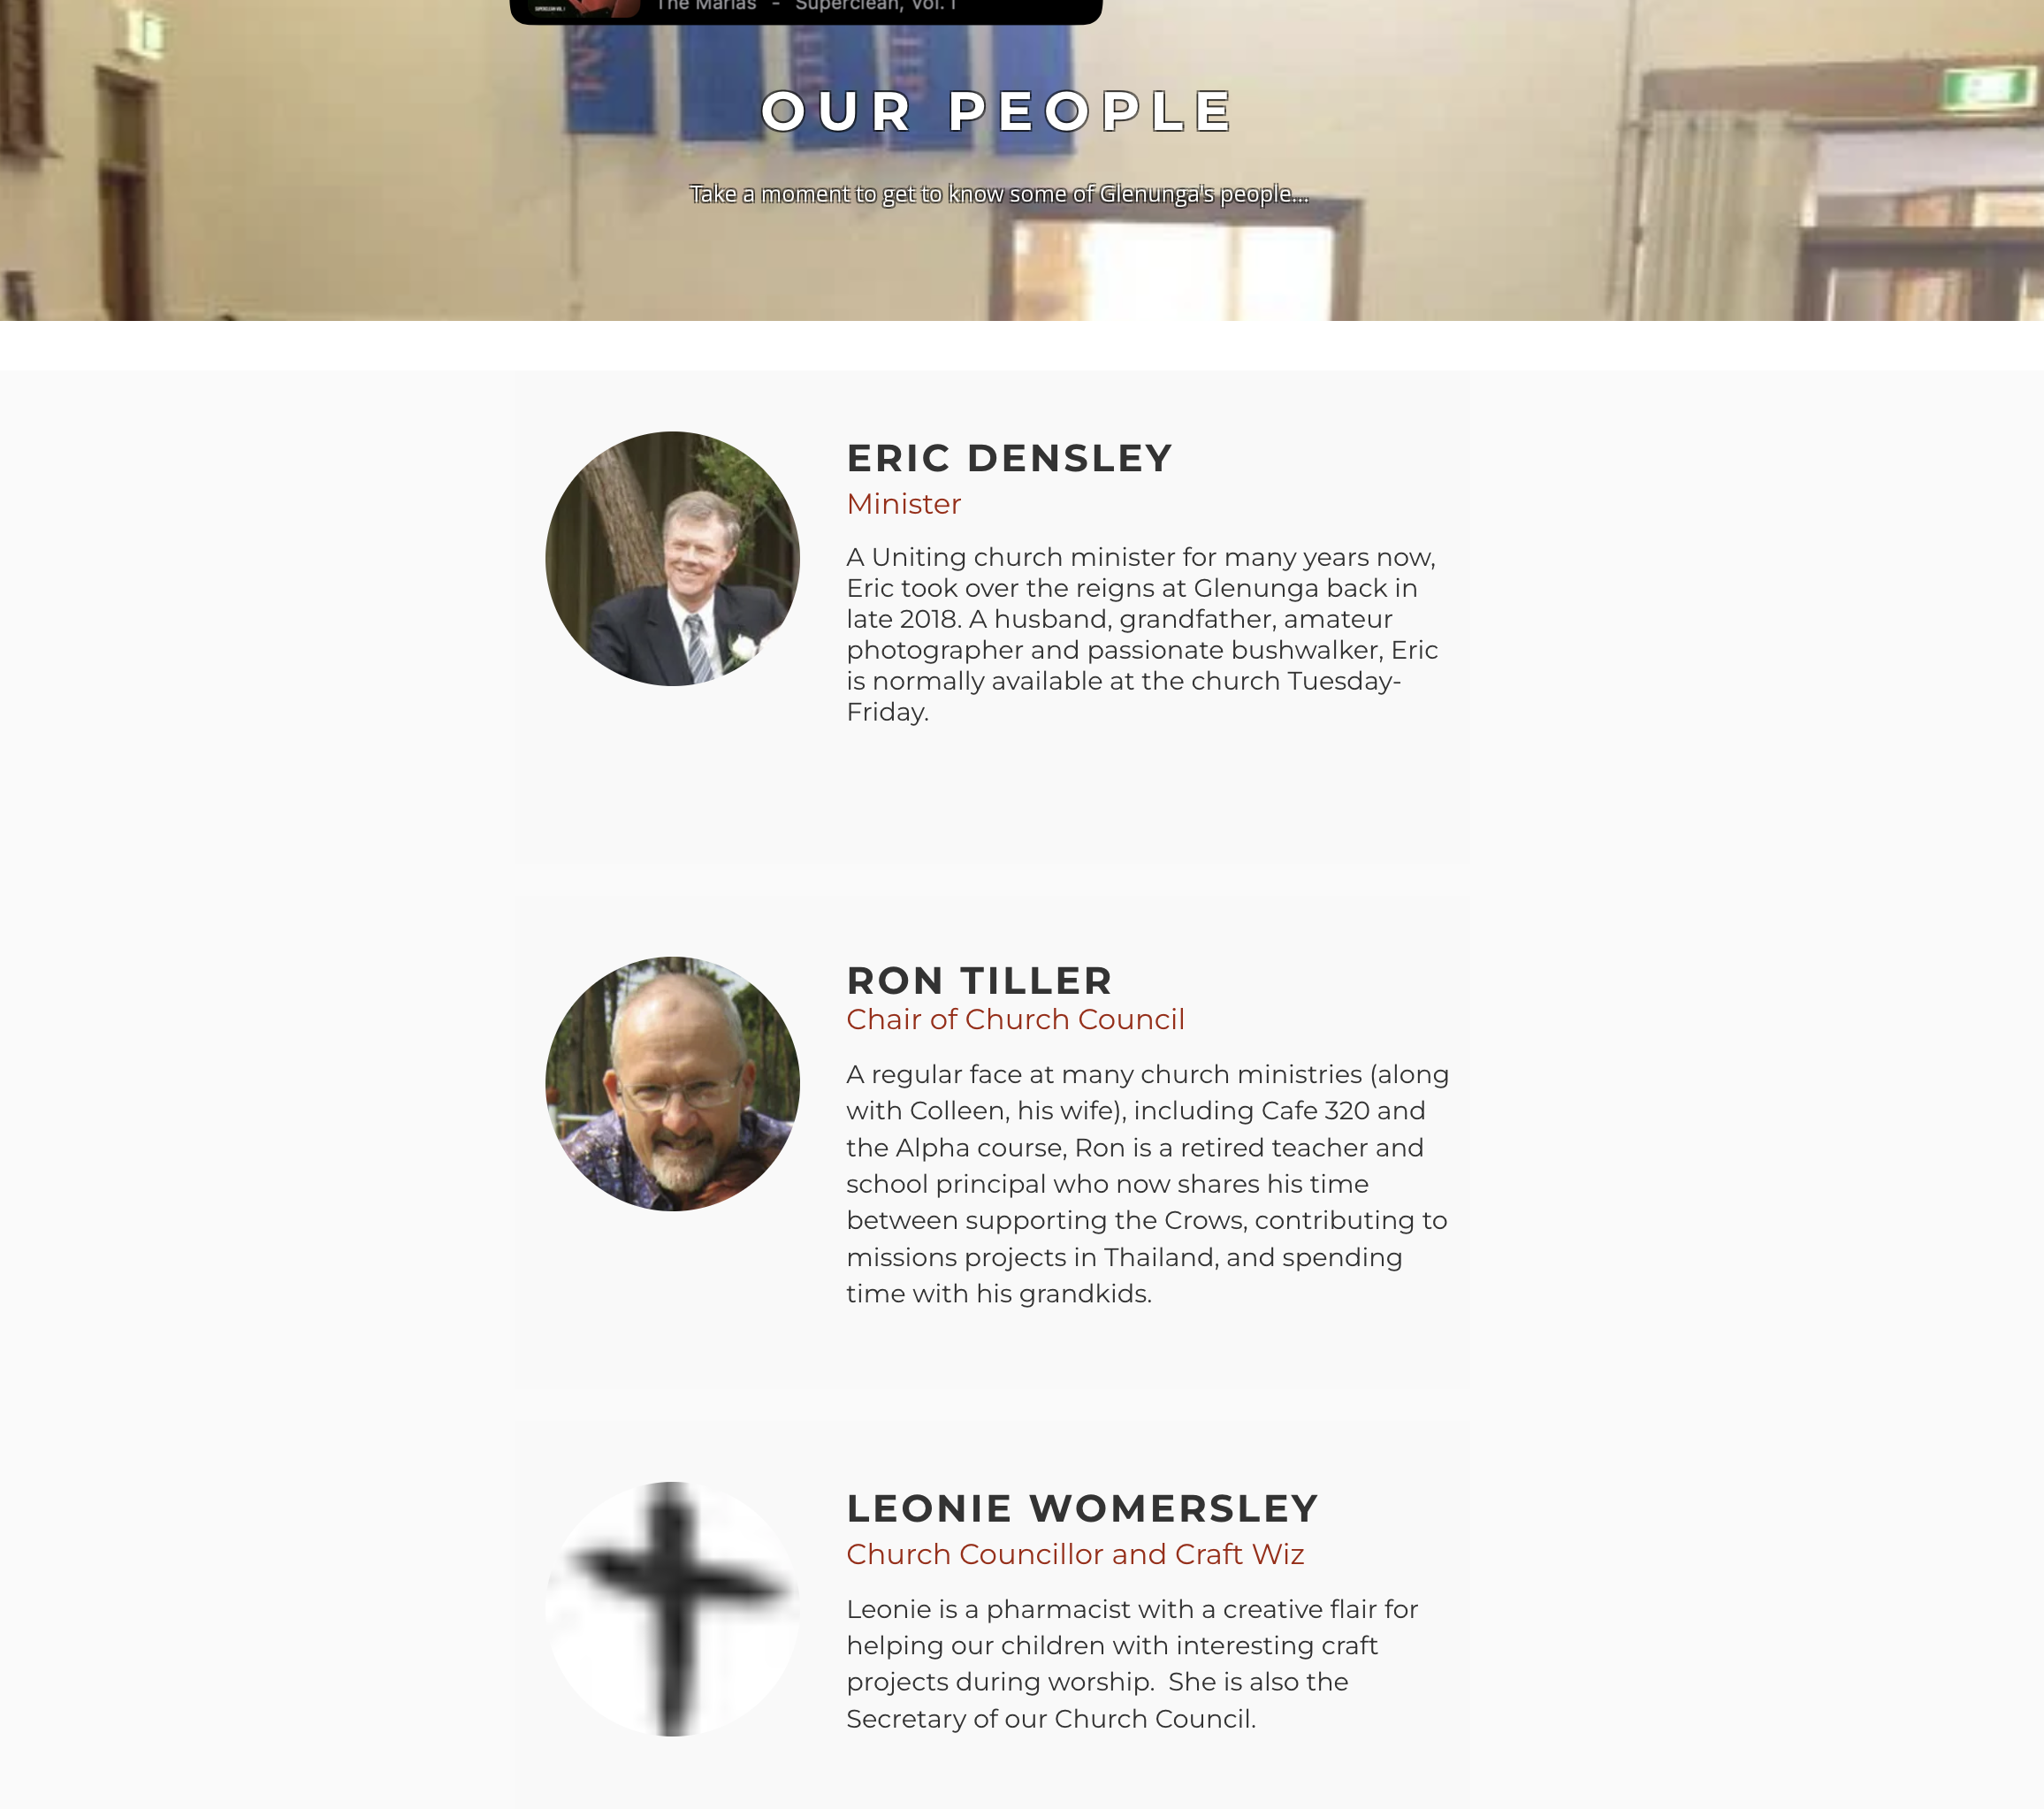 The Marías - Superclean, Vol. I
OUR PEOPLE
Take a moment to get to know some of Glenunga's people...
ERIC DENSLEY
Minister
A Uniting church minister for many years now,
Eric took over the reigns at Glenunga back in
late 2018. A husband, grandfather, amateur
photographer and passionate bushwalker, Eric
is normally available at the church Tuesday-
Friday.
RON TILLER
Chair of Church Council
A regular face at many church ministries (along
with Colleen, his wife), including Cafe 320 and
the Alpha course, Ron is a retired teacher and
school principal who now shares his time
between supporting the Crows, contributing to
missions projects in Thailand, and spending
time with his grandkids.
LEONIE WOMERSLEY
Church Councillor and Craft Wiz
Leonie is a pharmacist with a creative flair for
helping our children with interesting craft
projects during worship.  She is also the
Secretary of our Church Council.